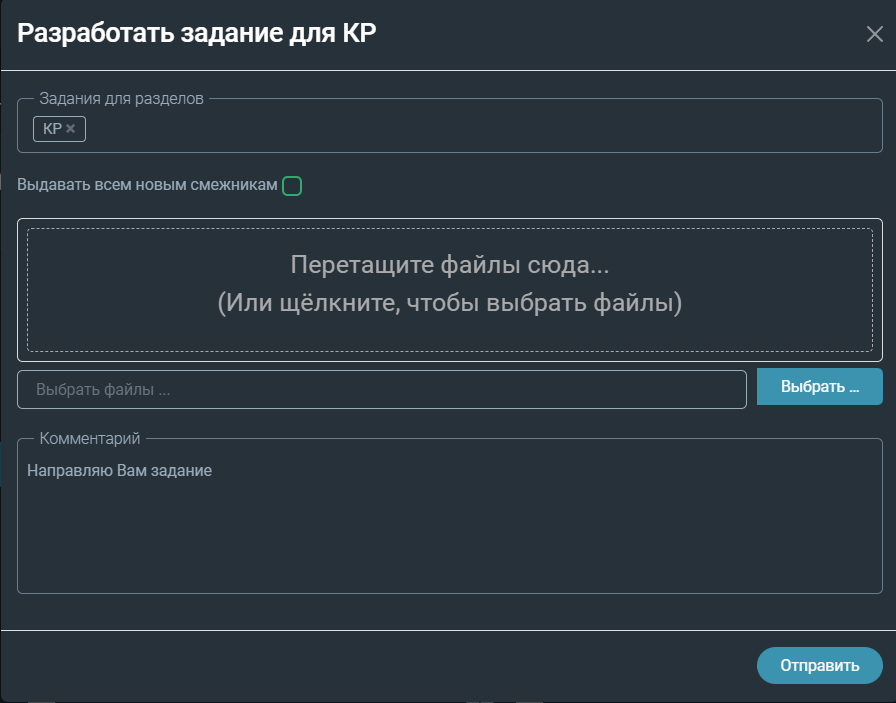 Разработать задание для КР
Задания для разделов
КР ×
Выдавать всем новым смежникам
Перетащите файлы сюда...
(Или щёлкните, чтобы выбрать файлы)
Выбрать файлы ...
Выбрать ...
Комментарий
Направляю Вам задание
Отправить